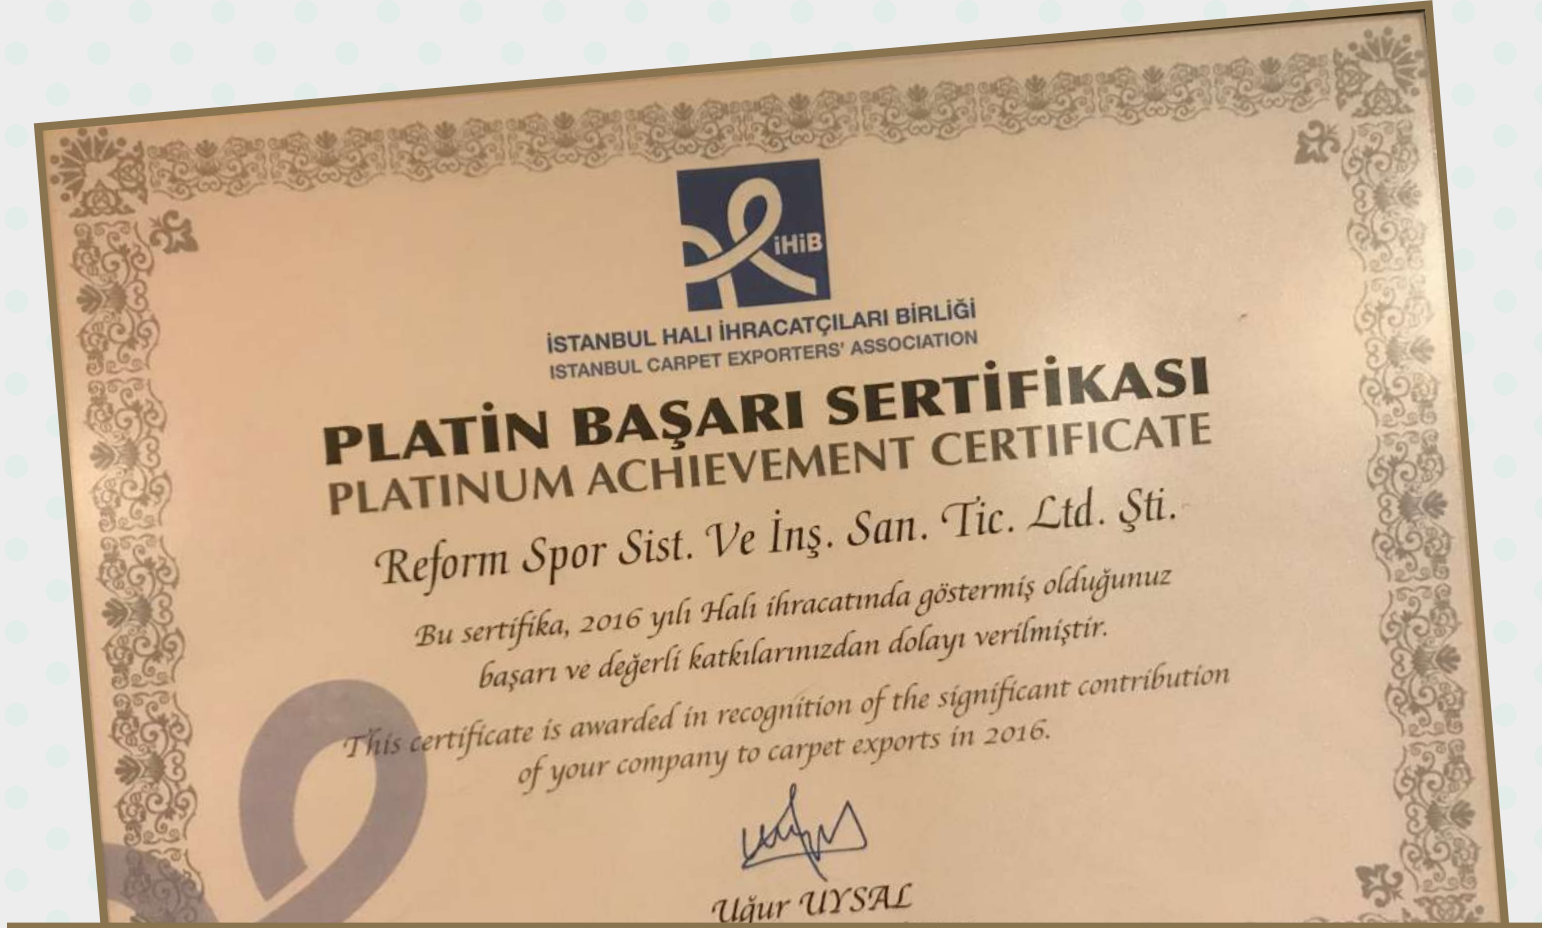 iHiB
İSTANBUL HALI İHRACATÇILARI BİRLİĞİ
ISTANBUL CARPET EXPORTERS' ASSOCIATION
PLATİN BAŞARI SERTİFİKASI
PLATINUM ACHIEVEMENT CERTIFICATE
Reform Spor Sist. Ve İnş. San. Tic. Ltd. Şti.
Bu sertifika, 2016 yılı Halı ihracatında göstermiş olduğunuz
başarı ve değerli katkılarınızdan dolayı verilmiştir.
This certificate is awarded in recognition of the significant contribution
of your company to carpet exports in 2016.
Uğur UYSAL